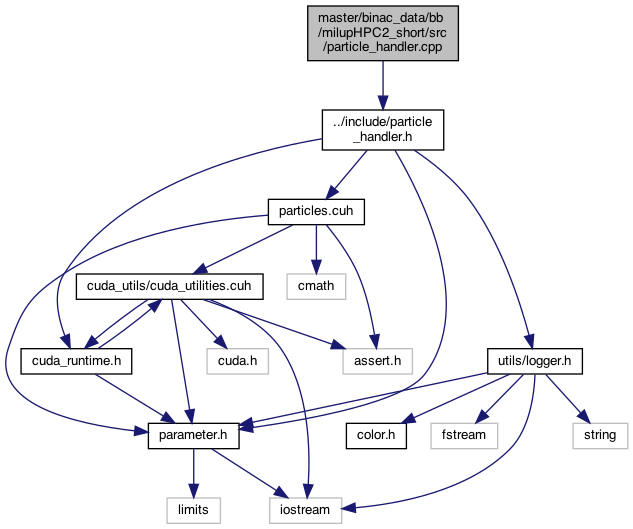 master/binac_data/bb
/milupHPC2_short/src
/particle_handler.cpp
../include/particle
_handler.h
particles.cuh
cuda_utils/cuda_utilities.cuh
cmath
cuda_runtime.h
cuda.h
assert.h
utils/logger.h
parameter.h
color.h
fstream
string
limits
iostream